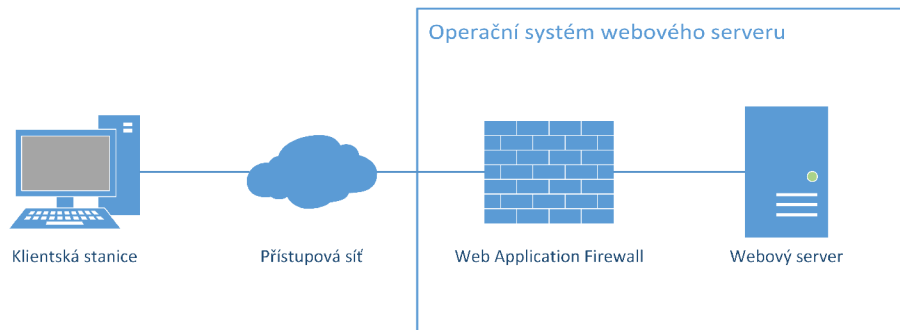 Operační systém webového serveru
Klientská stanice
Přístupová síť
Web Application Firewall
Webový server